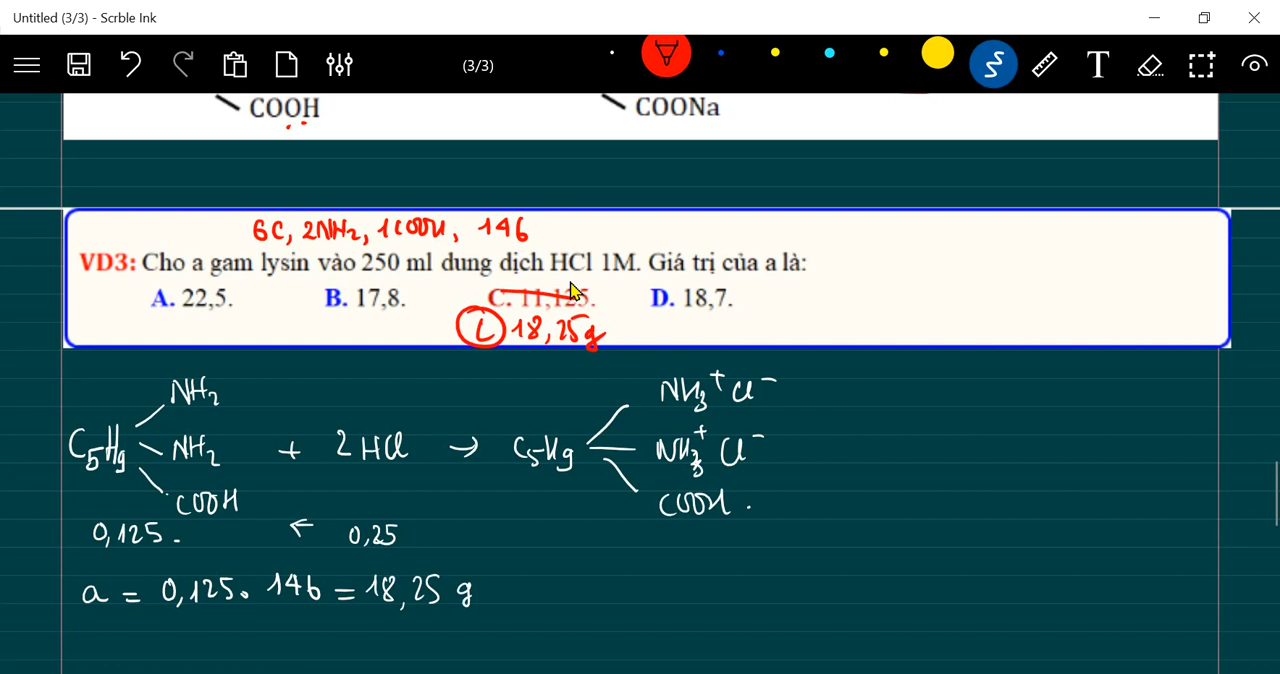 Untitled (3/3) - Scrble Ink
(3/3)
T
COOH
COONa
6C, 2NH2, 1COOH, 146
VD3: Cho a gam lysin vào 250 ml dung dịch HCl 1M. Giá trị của a là:
A. 22,5. B. 17,8. C. 11,125. D. 18,7.
C 18,25g
NH2 NH3+Cl-
C5H9 NH2 + 2HCl → C5H9 NH3+Cl-
COOH COOH.
0,125. ← 0,25
a = 0,125. 146 = 18,25 g